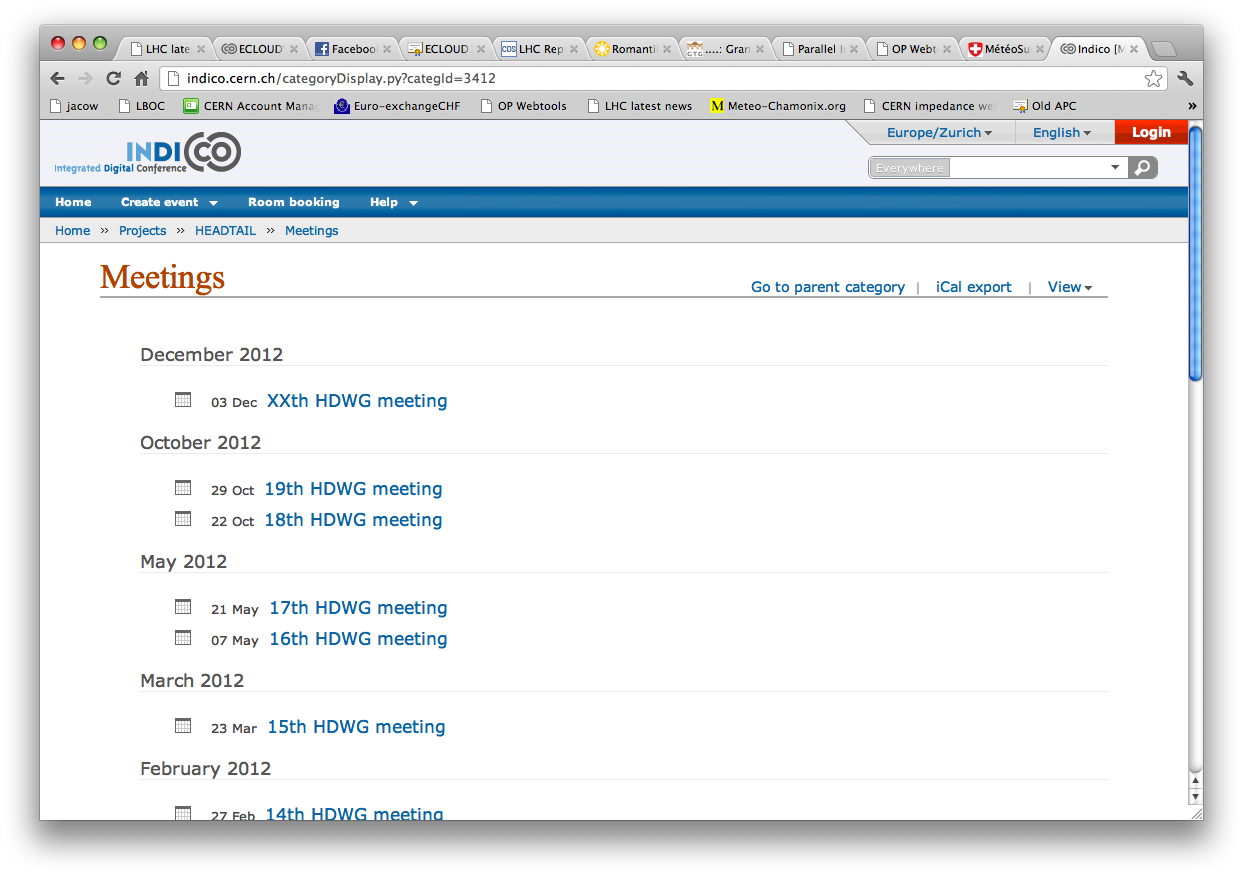 LHC late ECLOUD Facebool ECLOUD CDS LHC Rep Romanti GTC ....: Gran Parallel I OP Webt MétéoSu Indico [M
indico.cern.ch/categoryDisplay.py?categId=3412
jacow LBOC CERN Account Mana Euro-exchangeCHF OP Webtools LHC latest news M Meteo-Chamonix.org CERN impedance we Old APC »
INDICO Europe/Zurich English Login
Integrated Digital Conference Everywhere
Home Create event Room booking Help
Home » Projects » HEADTAIL » Meetings
Meetings Go to parent category | iCal export | View
December 2012
03 Dec XXth HDWG meeting
October 2012
29 Oct 19th HDWG meeting
22 Oct 18th HDWG meeting
May 2012
21 May 17th HDWG meeting
07 May 16th HDWG meeting
March 2012
23 Mar 15th HDWG meeting
February 2012
27 Feb 14th HDWG meeting